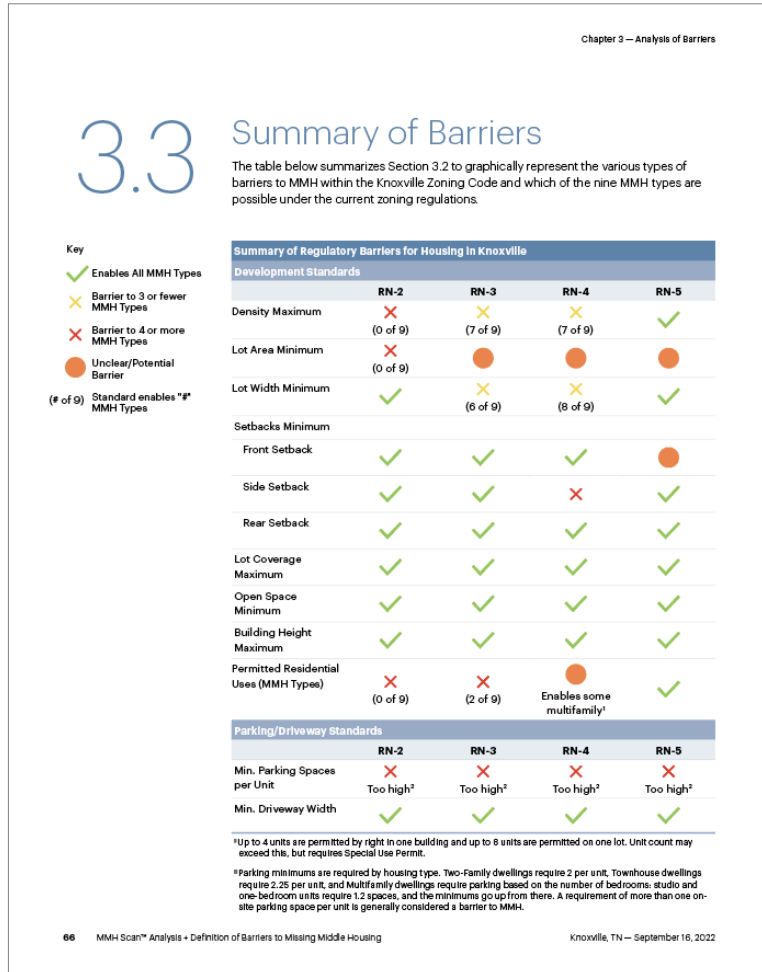 Chapter 3 — Analysis of Barriers
3.3
Summary of Barriers
The table below summarizes Section 3.2 to graphically represent the various types of
barriers to MMH within the Knoxville Zoning Code and which of the nine MMH types are
possible under the current zoning regulations.
Key
Enables All MMH Types
Barrier to 3 or fewer
MMH Types
Barrier to 4 or more
MMH Types
Unclear/Potential
Barrier
(# of 9) Standard enables "#"
MMH Types
Summary of Regulatory Barriers for Housing in Knoxville
Development Standards
RN-2 RN-3 RN-4 RN-5
Density Maximum
(0 of 9) (7 of 9) (7 of 9)
Lot Area Minimum
(0 of 9)
Lot Width Minimum
(6 of 9) (8 of 9)
Setbacks Minimum
Front Setback
Side Setback
Rear Setback
Lot Coverage
Maximum
Open Space
Minimum
Building Height
Maximum
Permitted Residential
Uses (MMH Types)
(0 of 9) (2 of 9) Enables some
multifamily¹
Parking/Driveway Standards
RN-2 RN-3 RN-4 RN-5
Min. Parking Spaces
per Unit
Too high² Too high² Too high² Too high²
Min. Driveway Width
¹ Up to 4 units are permitted by right in one building and up to 8 units are permitted on one lot. Unit count may
exceed this, but requires Special Use Permit.
² Parking minimums are required by housing type. Two-Family dwellings require 2 per unit, Townhouse dwellings
require 2.25 per unit, and Multifamily dwellings require parking based on the number of bedrooms: studio and
one-bedroom units require 1.2 spaces, and the minimums go up from there. A requirement of more than one on-
site parking space per unit is generally considered a barrier to MMH.
66 MMH Scan™ Analysis + Definition of Barriers to Missing Middle Housing
Knoxville, TN — September 16, 2022